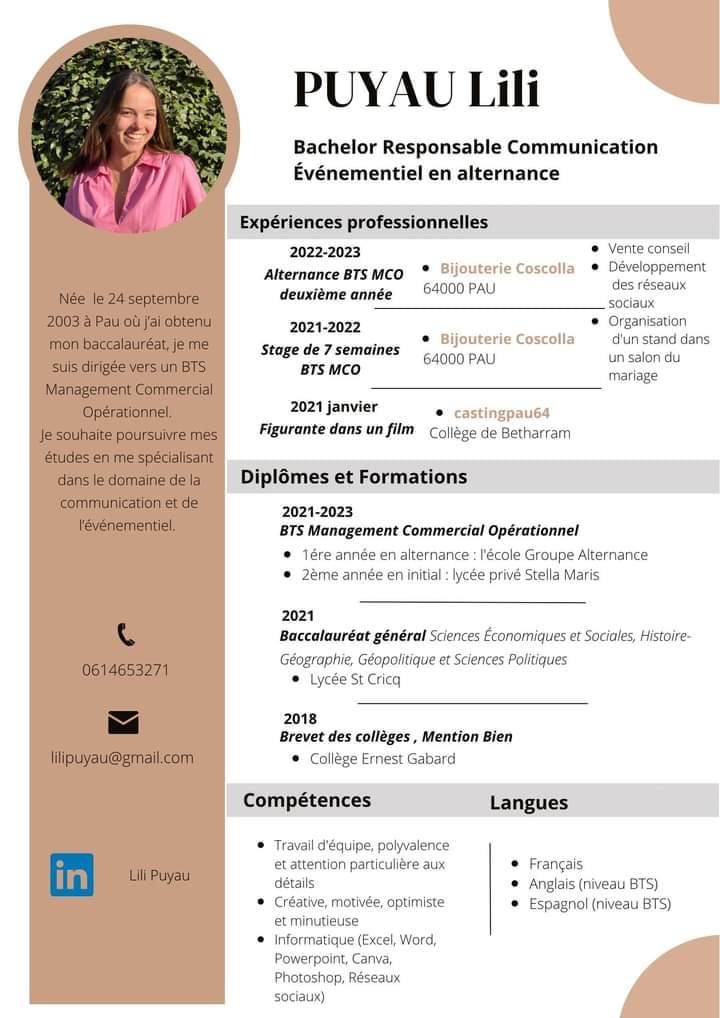 PUYAU Lili
Bachelor Responsable Communication
Événementiel en alternance
Née le 24 septembre
2003 à Pau où j'ai obtenu
mon baccalauréat, je me
suis dirigée vers un BTS
Management Commercial
Opérationnel.
Je souhaite poursuivre mes
études en me spécialisant
dans le domaine de la
communication et de
l'événementiel.
0614653271
lilipuyau@gmail.com
in
Lili Puyau
Expériences professionnelles
2022-2023
Alternance BTS MCO
deuxième année
• Bijouterie Coscolla
64000 PAU
2021-2022
Stage de 7 semaines
BTS MCO
• Bijouterie Coscolla
64000 PAU
• Vente conseil
• Développement
des réseaux
sociaux
• Organisation
d'un stand dans
un salon du
mariage
2021 janvier
Figurante dans un film
• castingpau64
Collège de Betharram
Diplômes et Formations
2021-2023
BTS Management Commercial Opérationnel
• 1ére année en alternance : l'école Groupe Alternance
• 2ème année en initial : lycée privé Stella Maris
2021
Baccalauréat général Sciences Économiques et Sociales, Histoire-
Géographie, Géopolitique et Sciences Politiques
• Lycée St Cricq
2018
Brevet des collèges , Mention Bien
• Collège Ernest Gabard
Compétences
• Travail d'équipe, polyvalence
et attention particulière aux
détails
• Créative, motivée, optimiste
et minutieuse
• Informatique (Excel, Word,
Powerpoint, Canva,
Photoshop, Réseaux
sociaux)
Langues
• Français
• Anglais (niveau BTS)
• Espagnol (niveau BTS)